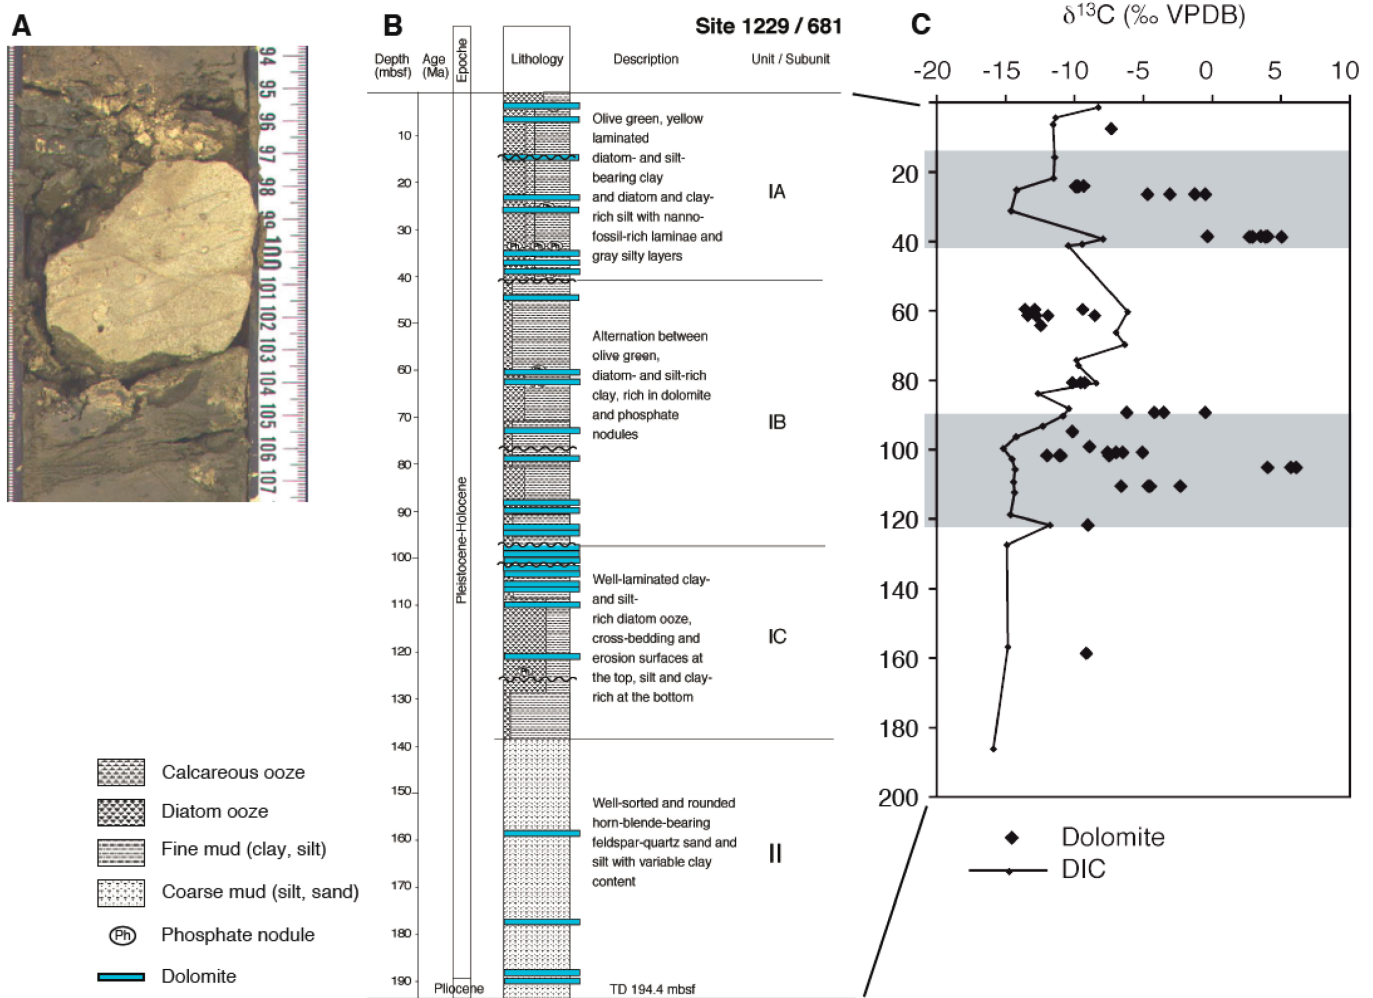 A
94
95
96
97
98
99
100
101
102
103
104
105
106
107
Calcareous ooze
Diatom ooze
Fine mud (clay, silt)
Coarse mud (silt, sand)
Ph Phosphate nodule
Dolomite
B
Site 1229 / 681
Depth
(mbsf)
Age
(Ma)
Epoche
Lithology
Description
Unit / Subunit
10
20
30
40
50
60
70
80
90
100
110
120
130
140
150
160
170
180
190
Pleistocene-Holocene
Pliocene
Olive green, yellow
laminated
diatom- and silt-
bearing clay
and diatom and clay-
rich silt with nanno-
fossil-rich laminae and
gray silty layers
IA
Alternation between
olive green,
diatom- and silt-rich
clay, rich in dolomite
and phosphate
nodules
IB
Well-laminated clay-
and silt-
rich diatom ooze,
cross-bedding and
erosion surfaces at
the top, silt and clay-
rich at the bottom
IC
Well-sorted and rounded
horn-blende-bearing
feldspar-quartz sand and
silt with variable clay
content
II
TD 194.4 mbsf
C
δ¹³C (‰ VPDB)
-20 -15 -10 -5 0 5 10
20
40
60
80
100
120
140
160
180
200
Dolomite
DIC